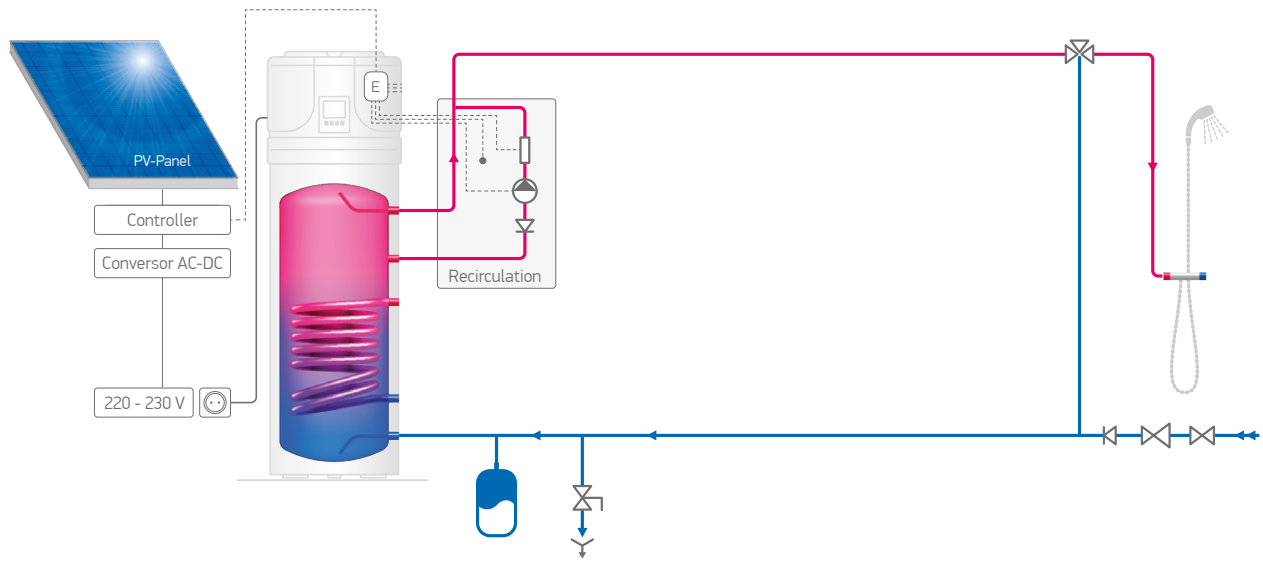 PV-Panel
E
Controller
Conversor AC-DC
Recirculation
220 - 230 V